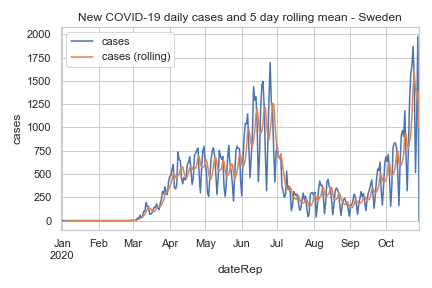 New COVID-19 daily cases and 5 day rolling mean - Sweden
cases
cases (rolling)
2000
1750
1500
1250
1000
750
500
250
0
cases
Jan Feb Mar Apr May Jun Jul Aug Sep Oct
2020
dateRep